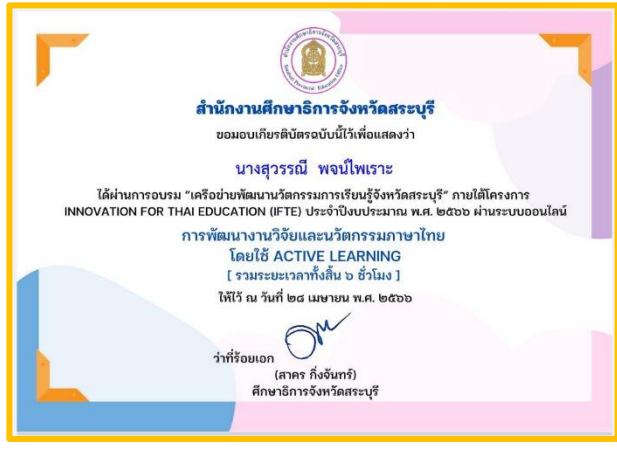 สำนักงานศึกษาธิการจังหวัดสระบุรี
ขอมอบเกียรติบัตรฉบับนี้ไว้เพื่อแสดงว่า
นางสุวรรณี พจน์ไพเราะ
ได้ผ่านการอบรม “เครือข่ายพัฒนานวัตกรรมการเรียนรู้จังหวัดสระบุรี” ภายใต้โครงการ
INNOVATION FOR THAI EDUCATION (IFTE) ประจำปีงบประมาณ พ.ศ. ๒๕๖๖ ผ่านระบบออนไลน์
การพัฒนางานวิจัยและนวัตกรรมภาษาไทย
โดยใช้ ACTIVE LEARNING
[ รวมระยะเวลาทั้งสิ้น ๖ ชั่วโมง ]
ให้ไว้ ณ วันที่ ๒๘ เมษายน พ.ศ. ๒๕๖๖
ว่าที่ร้อยเอก
(สาคร กิ่งจันทร์)
ศึกษาธิการจังหวัดสระบุรี